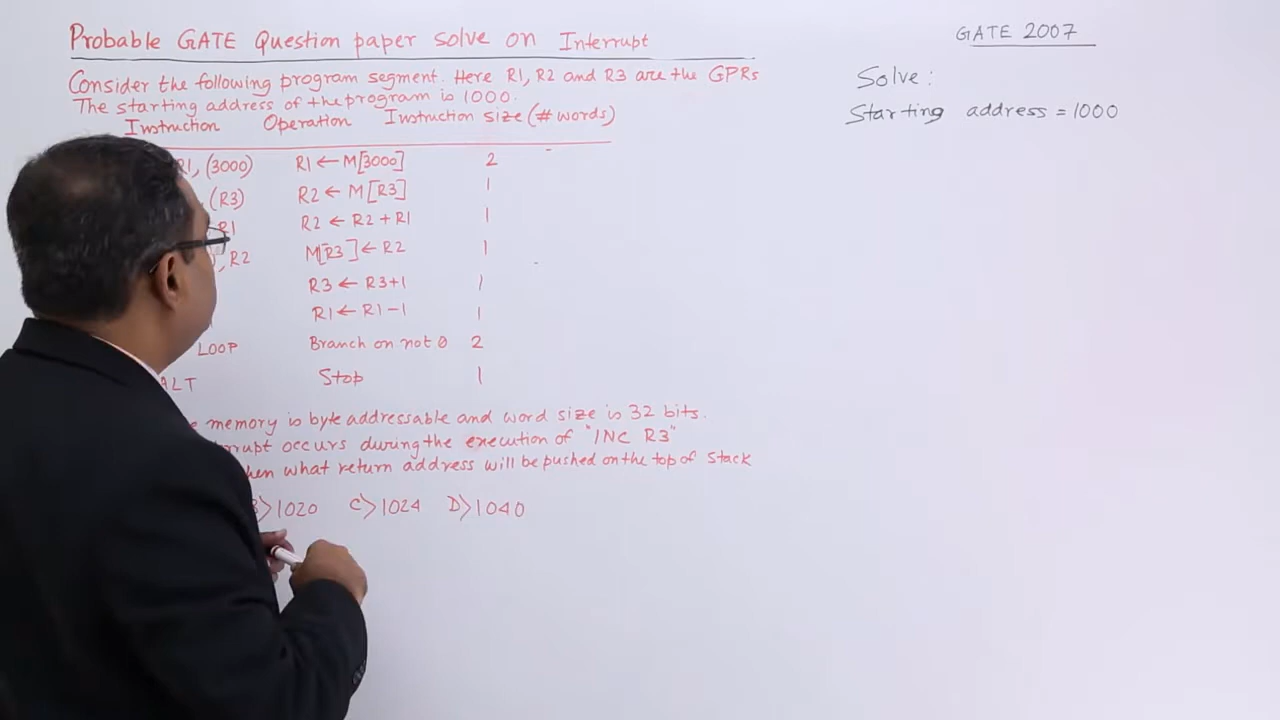 Probable GATE Question paper solve on Interrupt
GATE 2007
Consider the following program segment. Here R1, R2 and R3 are the GPRs
The starting address of the program is 1000.
Instruction Operation Instruction size (# words)
R1, (3000) R1 ← M[3000] 2
(R3) R2 ← M[R3] 1
R1 R2 ← R2 + R1 1
, R2 M[R3] ← R2 1
R3 ← R3+1 1
R1 ← R1 - 1 1
LOOP Branch on not 0 2
ALT Stop 1
memory is byte addressable and word size is 32 bits.
occurs during the execution of "INC R3"
what return address will be pushed on the top of stack
B> 1020 C> 1024 D> 1040
Solve:
Starting address = 1000